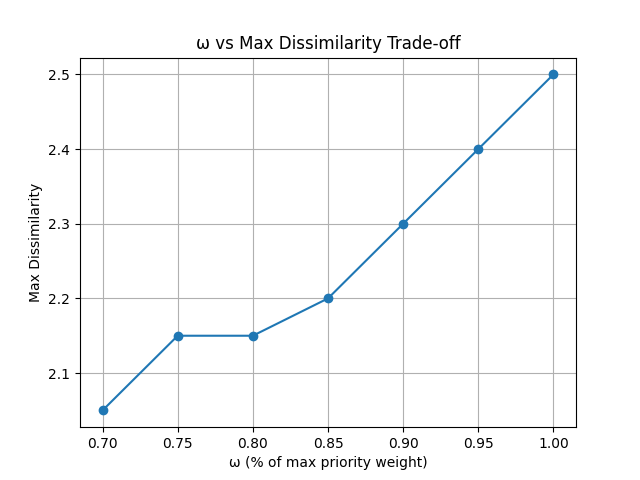 ω vs Max Dissimilarity Trade-off
2.5
2.4
2.3
2.2
2.1
Max Dissimilarity
0.70 0.75 0.80 0.85 0.90 0.95 1.00
ω (% of max priority weight)